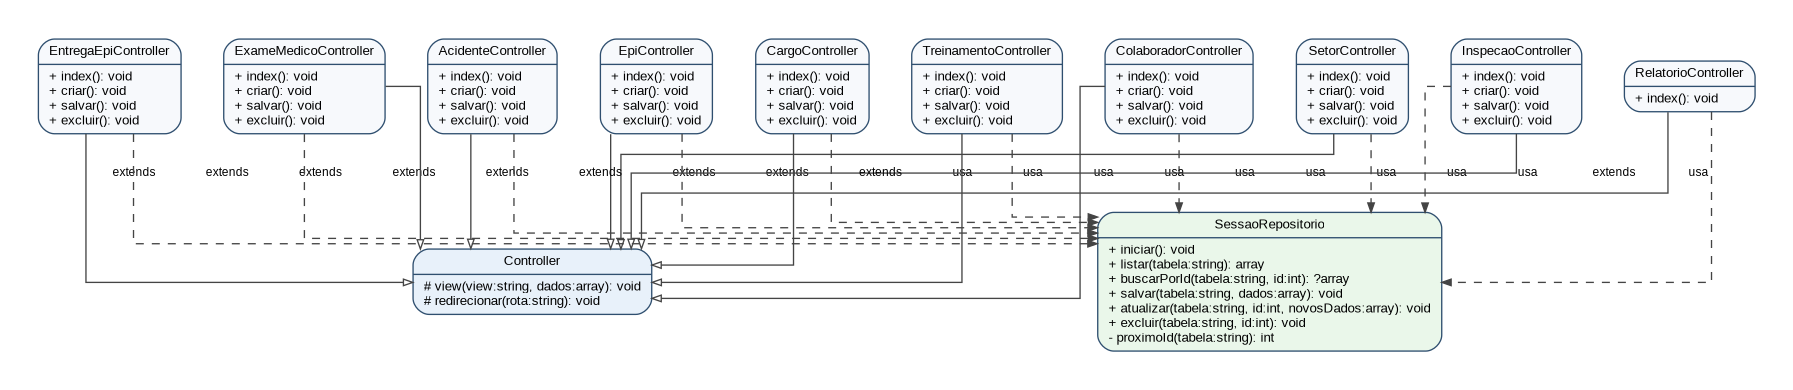 EntregaEpiController
+ index(): void
+ criar(): void
+ salvar(): void
+ excluir(): void
ExameMedicoController
+ index(): void
+ criar(): void
+ salvar(): void
+ excluir(): void
AcidenteController
+ index(): void
+ criar(): void
+ salvar(): void
+ excluir(): void
EpiController
+ index(): void
+ criar(): void
+ salvar(): void
+ excluir(): void
CargoController
+ index(): void
+ criar(): void
+ salvar(): void
+ excluir(): void
TreinamentoController
+ index(): void
+ criar(): void
+ salvar(): void
+ excluir(): void
ColaboradorController
+ index(): void
+ criar(): void
+ salvar(): void
+ excluir(): void
SetorController
+ index(): void
+ criar(): void
+ salvar(): void
+ excluir(): void
InspecaoController
+ index(): void
+ criar(): void
+ salvar(): void
+ excluir(): void
RelatorioController
+ index(): void
extends extends extends extends extends extends extends extends extends usa usa usa usa usa usa usa usa usa extends usa
Controller
# view(view:string, dados:array): void
# redirecionar(rota:string): void
SessaoRepositorio
+ iniciar(): void
+ listar(tabela:string): array
+ buscarPorId(tabela:string, id:int): ?array
+ salvar(tabela:string, dados:array): void
+ atualizar(tabela:string, id:int, novosDados:array): void
+ excluir(tabela:string, id:int): void
- proximoId(tabela:string): int